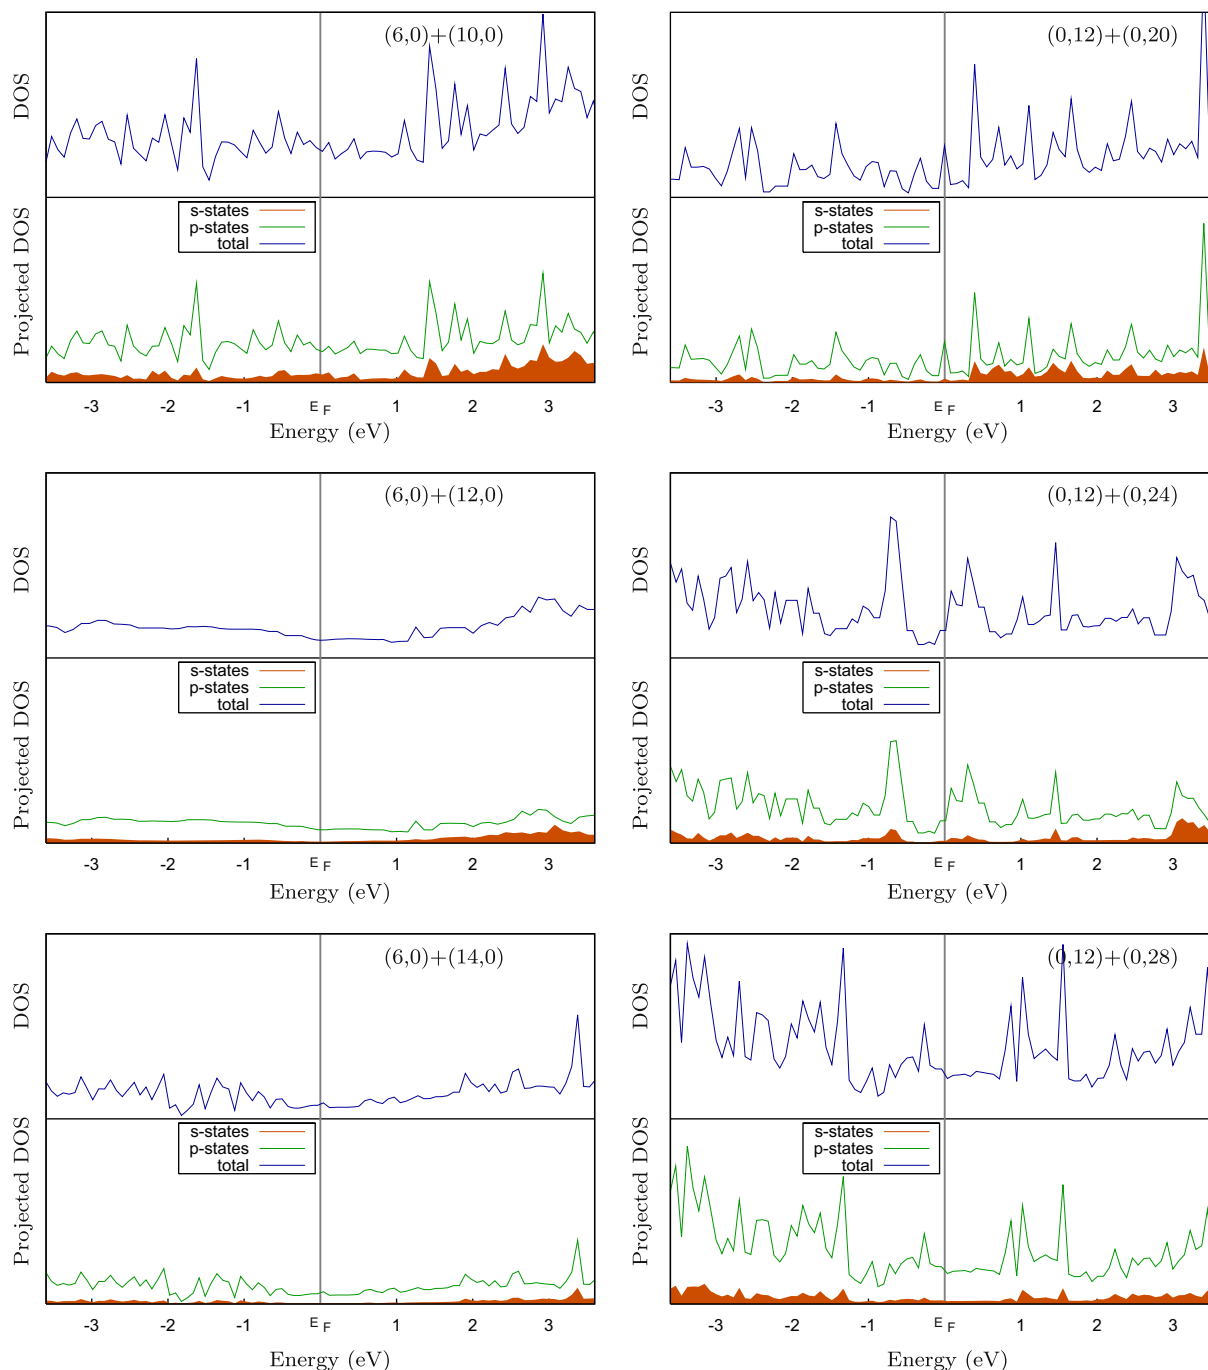 (6,0)+(10,0)
DOS
s-states
p-states
total
Projected DOS
-3 -2 -1 E F 1 2 3
Energy (eV)
(0,12)+(0,20)
DOS
s-states
p-states
total
Projected DOS
-3 -2 -1 E F 1 2 3
Energy (eV)
(6,0)+(12,0)
DOS
s-states
p-states
total
Projected DOS
-3 -2 -1 E F 1 2 3
Energy (eV)
(0,12)+(0,24)
DOS
s-states
p-states
total
Projected DOS
-3 -2 -1 E F 1 2 3
Energy (eV)
(6,0)+(14,0)
DOS
s-states
p-states
total
Projected DOS
-3 -2 -1 E F 1 2 3
Energy (eV)
(0,12)+(0,28)
DOS
s-states
p-states
total
Projected DOS
-3 -2 -1 E F 1 2 3
Energy (eV)